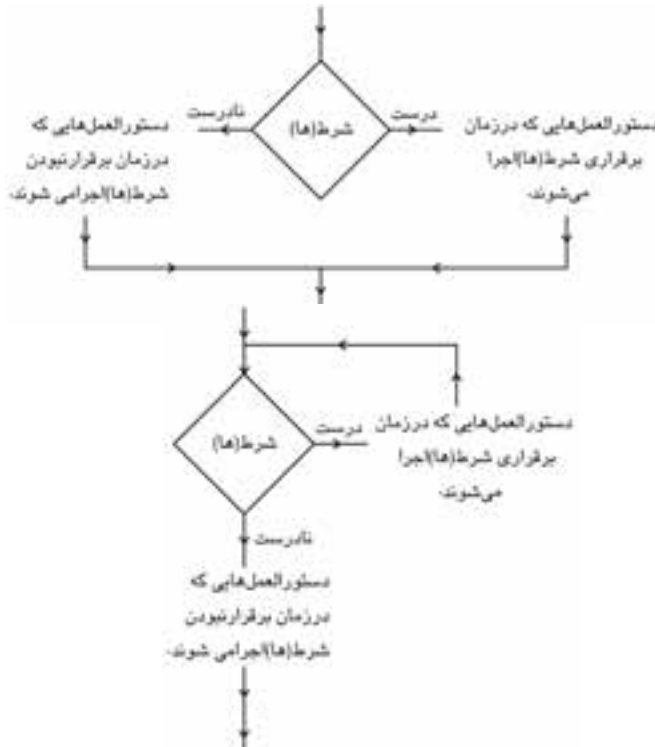 درست
نادرست
شرط(ها)
دستورالعمل‌هایی که درزمان
برقراری شرط(ها)اجرا
می‌شوند.
دستورالعمل‌هایی که
درزمان برقرارنبودن
شرط(ها)اجرامی شوند.
شرط(ها)
درست
دستورالعمل‌هایی که درزمان
برقراری شرط(ها)اجرا
می‌شوند.
نادرست
دستورالعمل‌هایی که
درزمان برقرارنبودن
شرط(ها)اجرامی شوند.